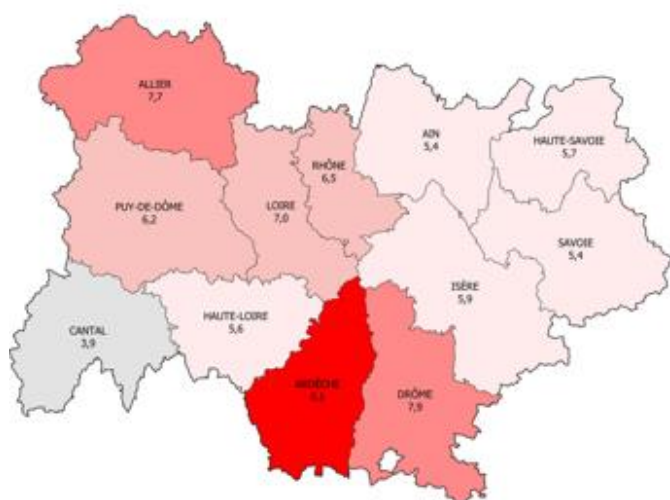 ALLIER
7,7
AIN
5,4
HAUTE-SAVOIE
5,7
RHÔNE
6,5
PUY-DE-DÔME
6,2
LOIRE
7,0
SAVOIE
5,4
ISÈRE
5,9
HAUTE-LOIRE
5,6
CANTAL
3,9
ARDÈCHE
DRÔME
7,9